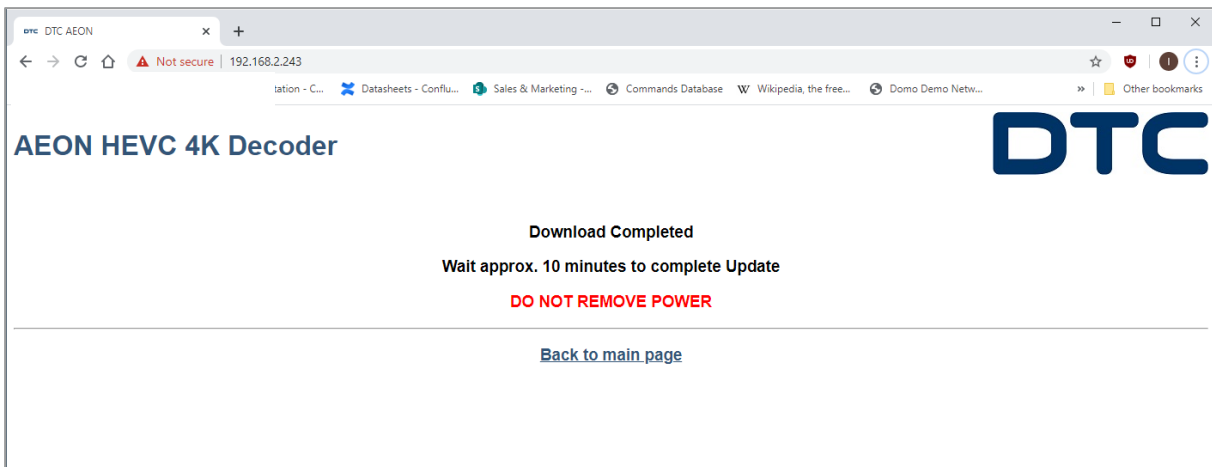 DTC DTC AEON
Not secure 192.168.2.243
tation - C... Datasheets - Conflu... Sales & Marketing -... Commands Database W Wikipedia, the free... Domo Demo Netw... » Other bookmarks
AEON HEVC 4K Decoder
DTC
Download Completed
Wait approx. 10 minutes to complete Update
DO NOT REMOVE POWER
Back to main page